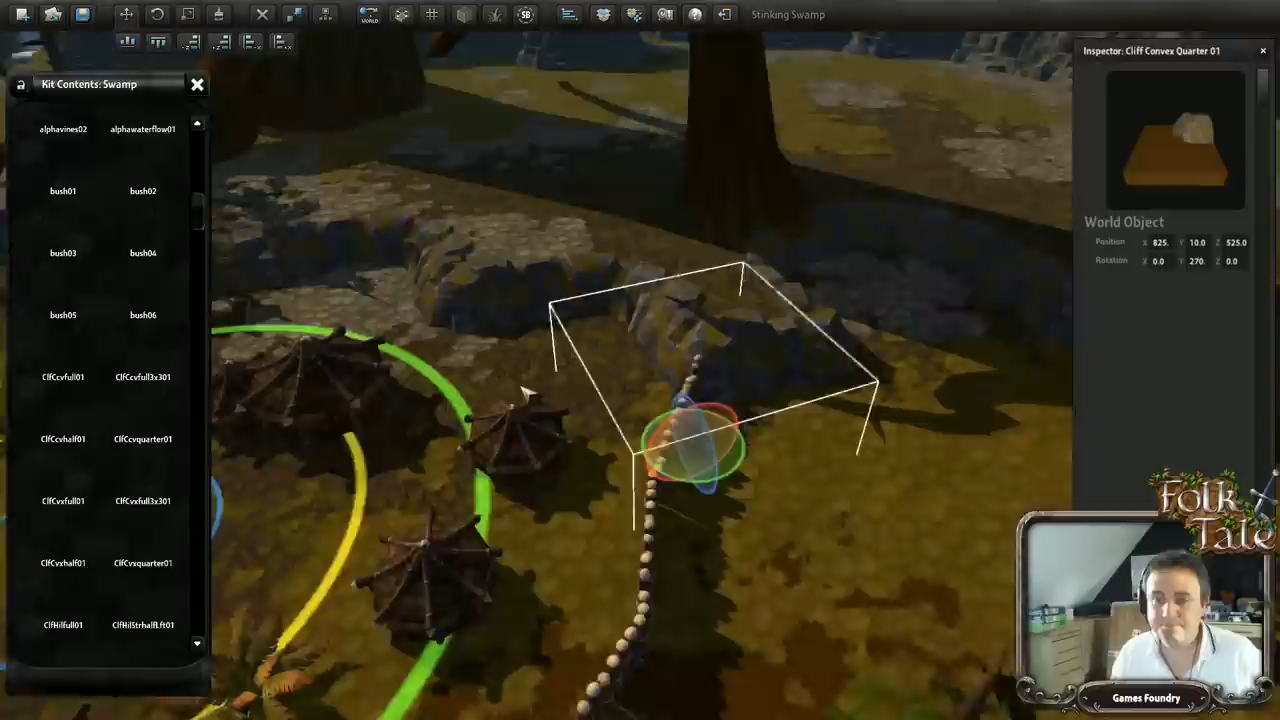 WORLD
SB
Stinking Swamp
Kit Contents: Swamp
alphavines02 alphawaterflow01
bush01 bush02
bush03 bush04
bush05 bush06
ClfCcvfull01 ClfCcvfull3x301
ClfCcvhalf01 ClfCcvquarter01
ClfCvxfull01 ClfCvxfull3x301
ClfCvxhalf01 ClfCvxquarter01
ClfHilfull01 ClfHilStrhalfLft01
Inspector: Cliff Convex Quarter 01
World Object
Position X 825. Y 10.0 Z 525.0
Rotation X 0.0 Y 270. Z 0.0
Folk
Tale
Games Foundry